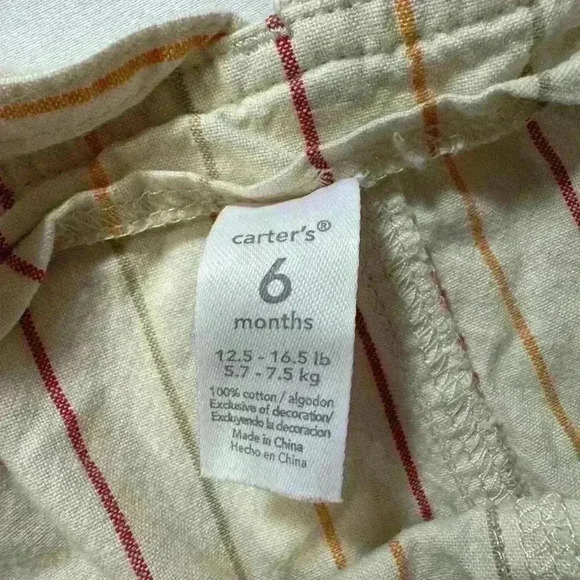 carter's®
6
months
12.5 - 16.5 lb
5.7 - 7.5 kg
100% cotton / algodon
Exclusive of decoration/
Excluyendo la decoracion
Made in China
Hecho en China